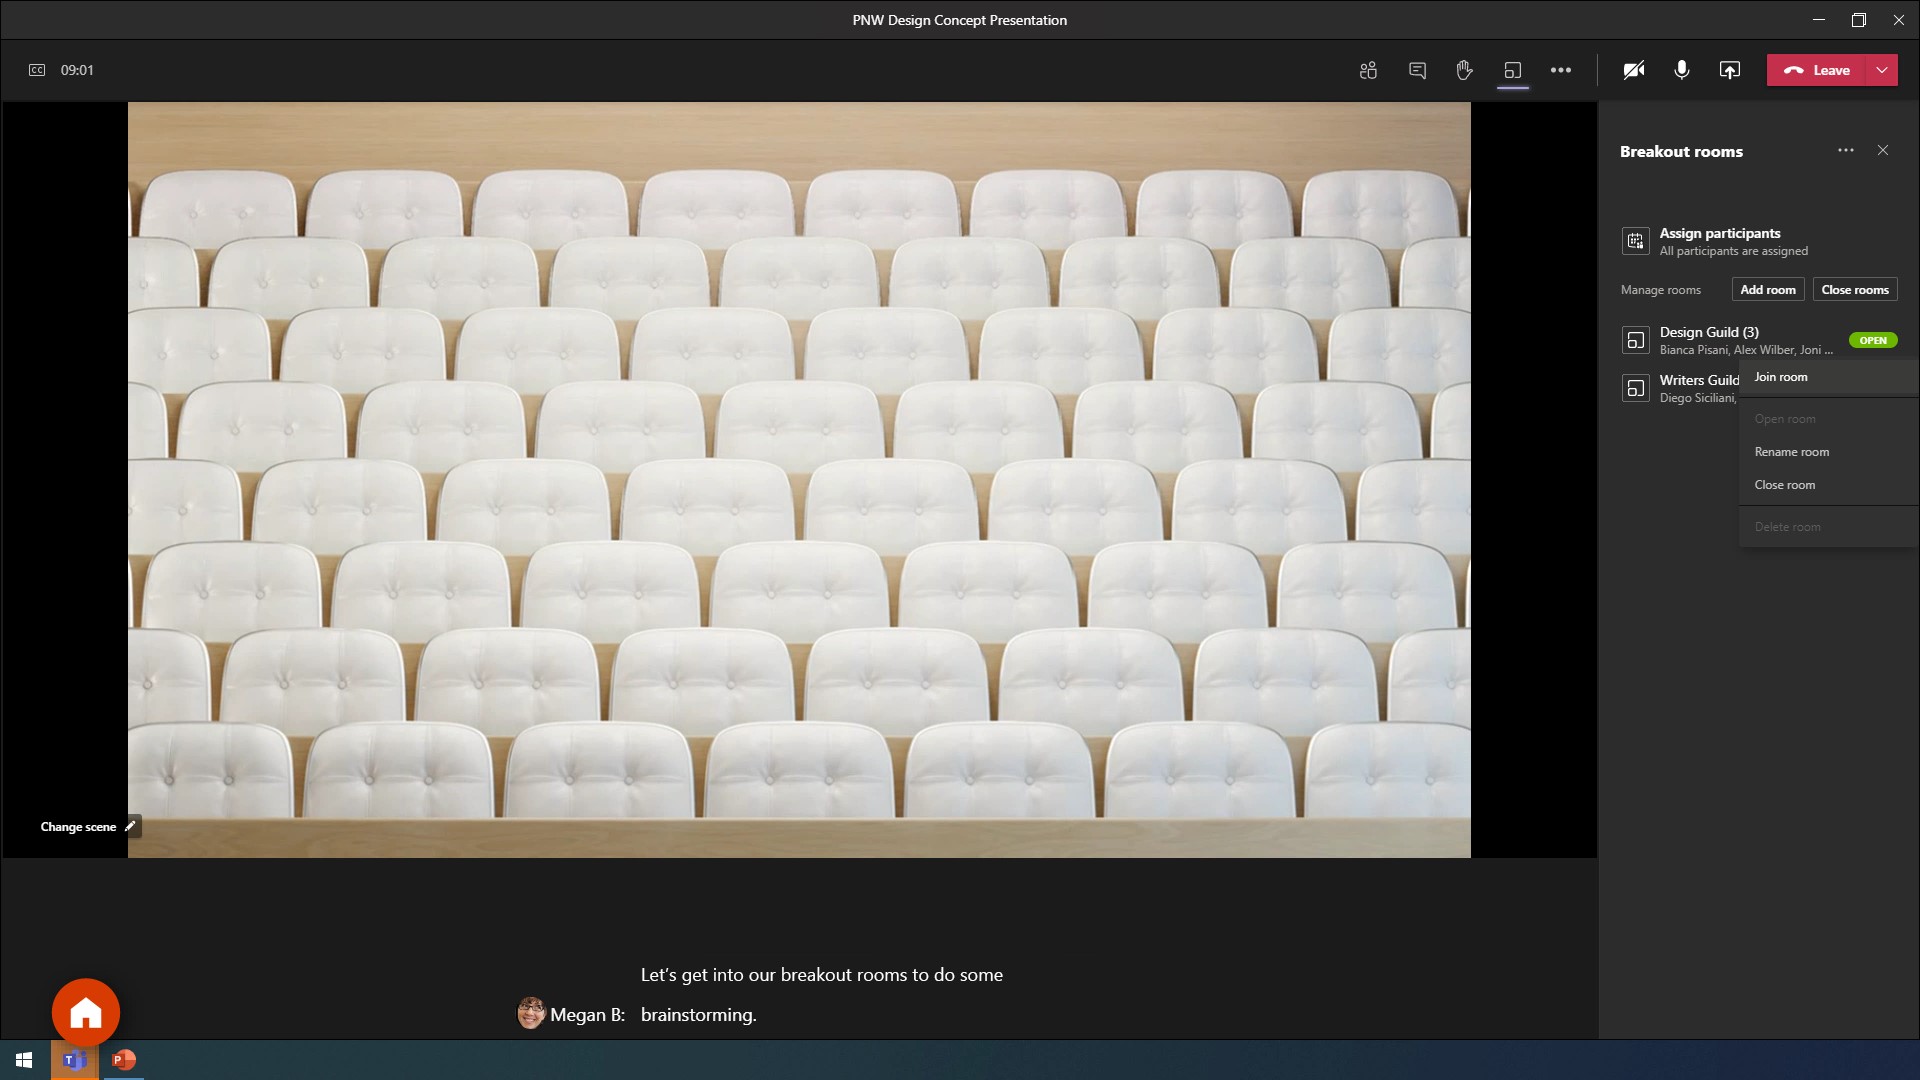 PNW Design Concept Presentation
CC 09:01
Leave
Breakout rooms
Assign participants
All participants are assigned
Manage rooms Add room Close rooms
Design Guild (3)
Bianca Pisani, Alex Wilber, Joni ...
OPEN
Writers Guild
Diego Siciliani,
Join room
Open room
Rename room
Close room
Delete room
Change scene
Let's get into our breakout rooms to do some
Megan B: brainstorming.
T P